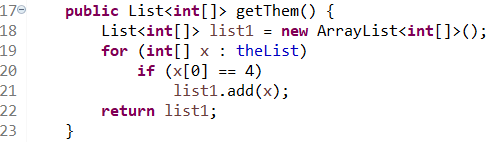 17    public List<int[]> getThem() {
18        List<int[]> list1 = new ArrayList<int[]>();
19        for (int[] x : theList)
20            if (x[0] == 4)
21                list1.add(x);
22        return list1;
23    }